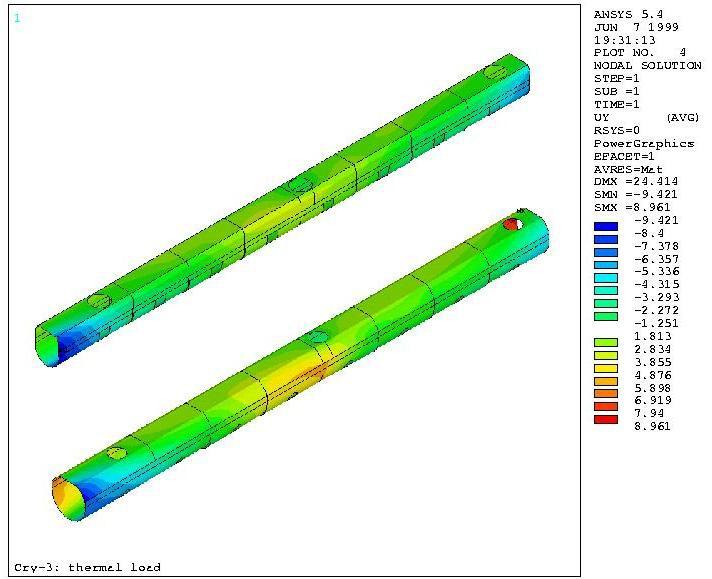 1
ANSYS 5.4
JUN 7 1999
19:31:13
PLOT NO. 4
NODAL SOLUTION
STEP=1
SUB =1
TIME=1
UY (AVG)
RSYS=0
PowerGraphics
EFACET=1
AVRES=Mat
DMX =24.414
SMN =-9.421
SMX =8.961
-9.421
-8.4
-7.378
-6.357
-5.336
-4.315
-3.293
-2.272
-1.251
1.813
2.834
3.855
4.876
5.898
6.919
7.94
8.961
Cry-3: thermal load